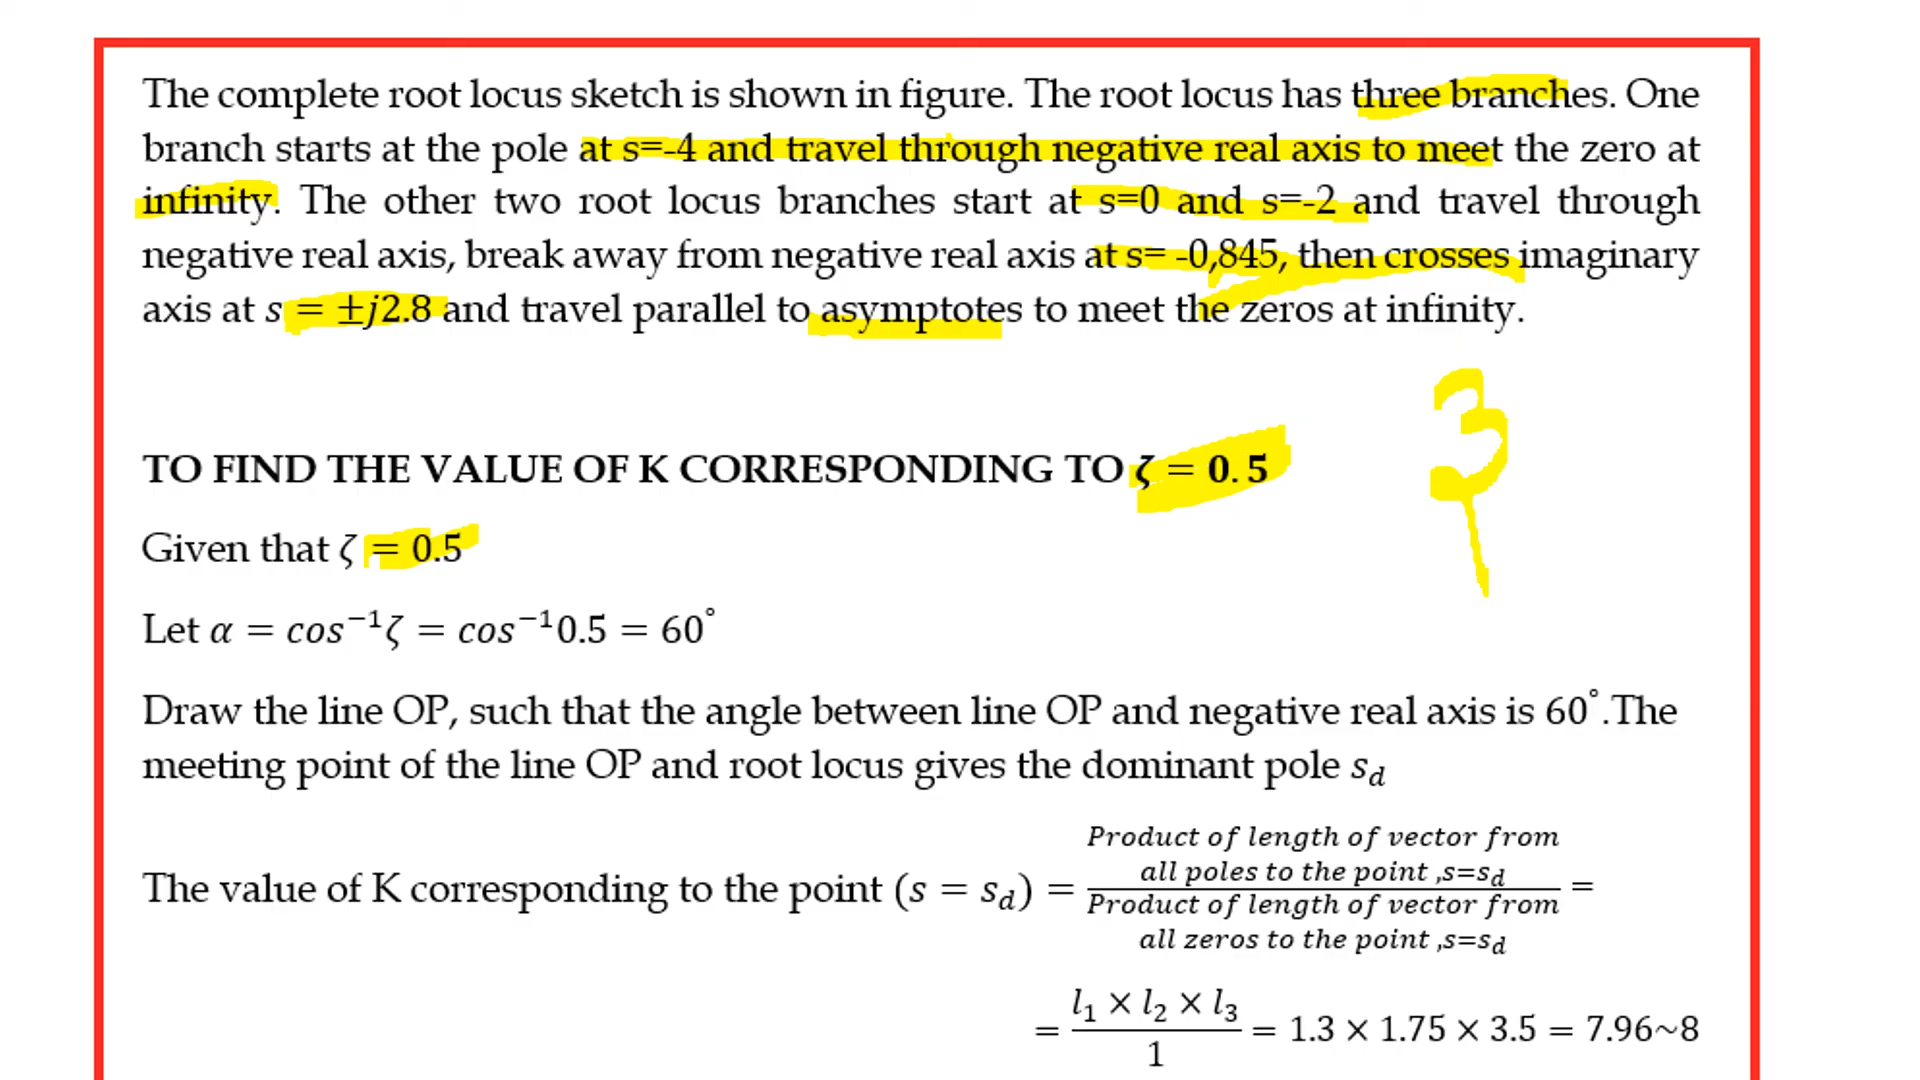 The complete root locus sketch is shown in figure. The root locus has three branches. One
branch starts at the pole at s=-4 and travel through negative real axis to meet the zero at
infinity. The other two root locus branches start at s=0 and s=-2 and travel through
negative real axis, break away from negative real axis at s= -0,845, then crosses imaginary
axis at s = ±j2.8 and travel parallel to asymptotes to meet the zeros at infinity.
TO FIND THE VALUE OF K CORRESPONDING TO ζ = 0.5
Given that ζ = 0.5
Let α = cos⁻¹ζ = cos⁻¹0.5 = 60°
Draw the line OP, such that the angle between line OP and negative real axis is 60°.The
meeting point of the line OP and root locus gives the dominant pole s_d
Product of length of vector from
all poles to the point ,s=s_d
The value of K corresponding to the point (s = s_d) = =
Product of length of vector from
all zeros to the point ,s=s_d
= l₁ × l₂ × l₃ / 1 = 1.3 × 1.75 × 3.5 = 7.96~8